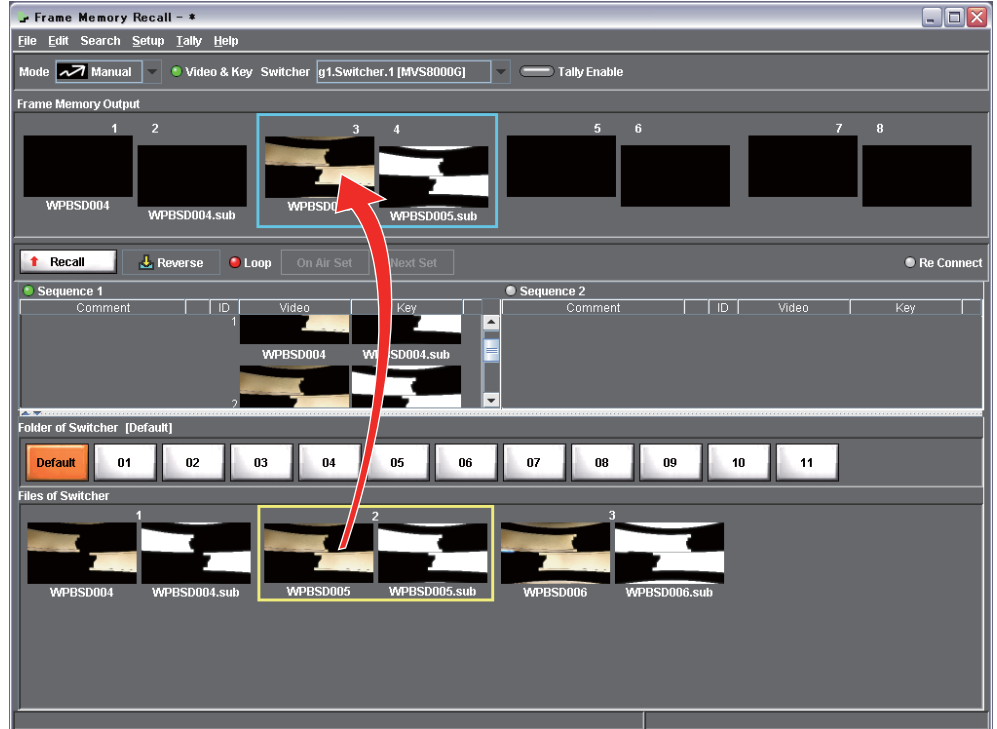 Frame Memory Recall - *
File Edit Search Setup Tally Help
Mode Manual Video & Key Switcher g1.Switcher.1 [MVS8000G] Tally Enable
Frame Memory Output
1 2 3 4 5 6 7 8
WPBSD004 WPBSD004.sub WPBSD0 WPBSD005.sub
Recall Reverse Loop On Air Set Next Set Re Connect
Sequence 1 Sequence 2
Comment ID Video Key Comment ID Video Key
1
WPBSD004 WPBSD004.sub
2
Folder of Switcher [Default]
Default 01 02 03 04 05 06 07 08 09 10 11
Files of Switcher
1 2 3
WPBSD004 WPBSD004.sub WPBSD005 WPBSD005.sub WPBSD006 WPBSD006.sub